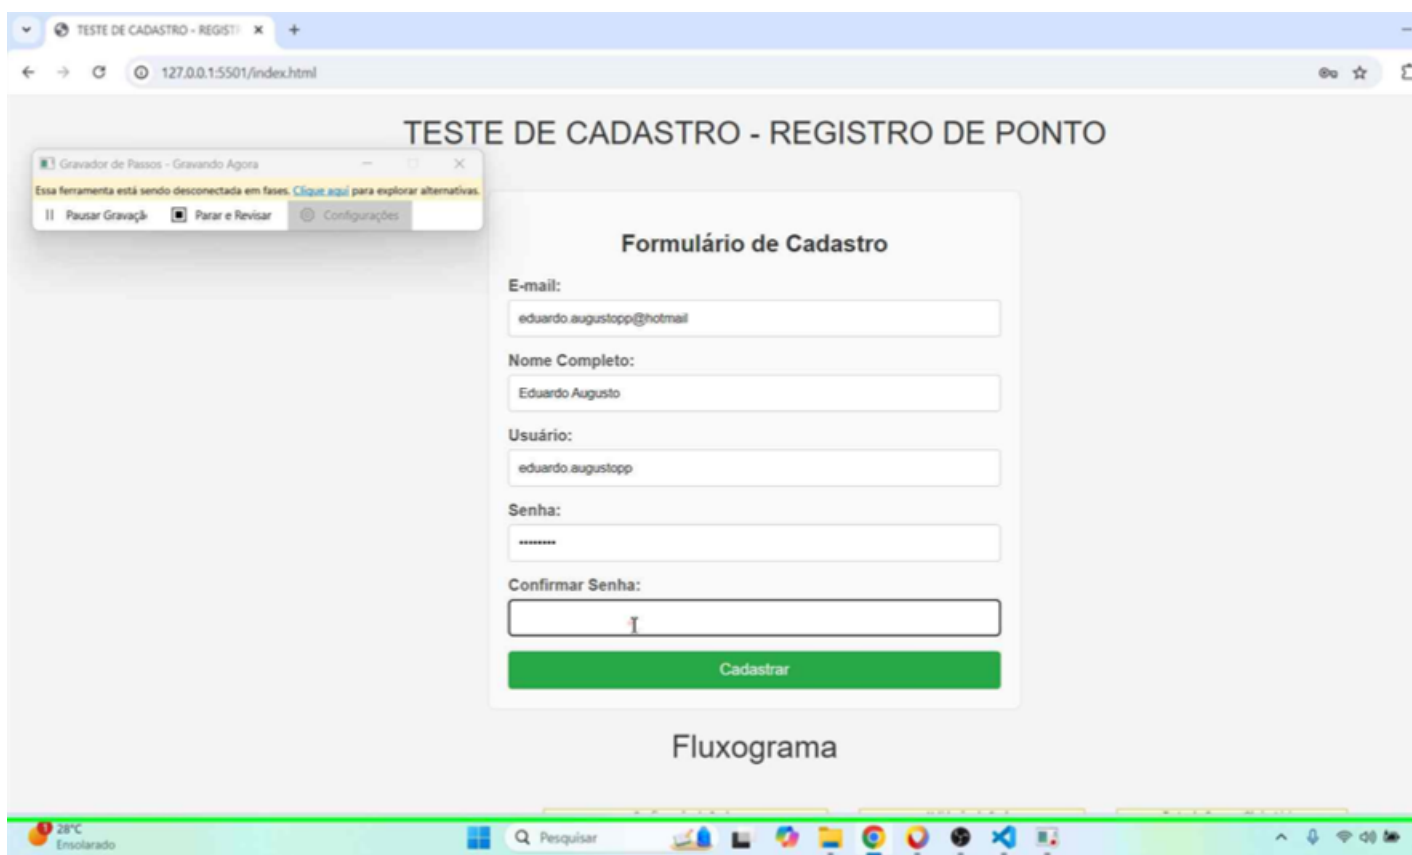 TESTE DE CADASTRO - REGISTR
127.0.0.1:5501/index.html
TESTE DE CADASTRO - REGISTRO DE PONTO
Gravador de Passos - Gravando Agora
Essa ferramenta está sendo desconectada em fases. Clique aqui para explorar alternativas.
Pausar Gravaçã Parar e Revisar Configurações
Formulário de Cadastro
E-mail:
eduardo.augustopp@hotmail
Nome Completo:
Eduardo Augusto
Usuário:
eduardo.augustopp
Senha:
••••••••
Confirmar Senha:
Cadastrar
Fluxograma
1
28°C
Ensolarado
Pesquisar